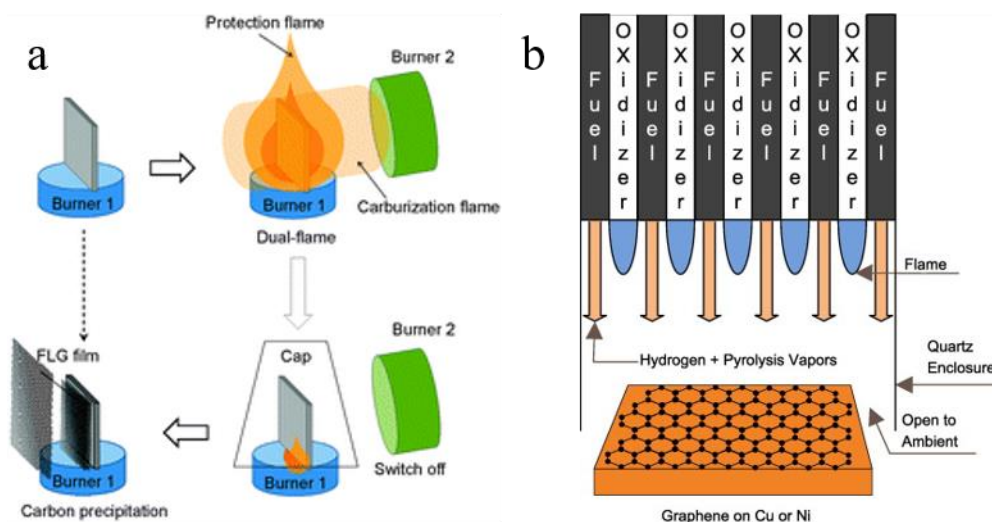 a
Protection flame
Burner 2
Burner 1
Burner 1
Carburization flame
Dual-flame
Burner 2
FLG film
Cap
Burner 1
Burner 1
Switch off
Carbon precipitation
b
Fuel
OXidizer
Fuel
OXidizer
Fuel
OXidizer
Fuel
OXidizer
Fuel
OXidizer
Fuel
Flame
Hydrogen + Pyrolysis Vapors
Quartz
Enclosure
Open to
Ambient
Graphene on Cu or Ni